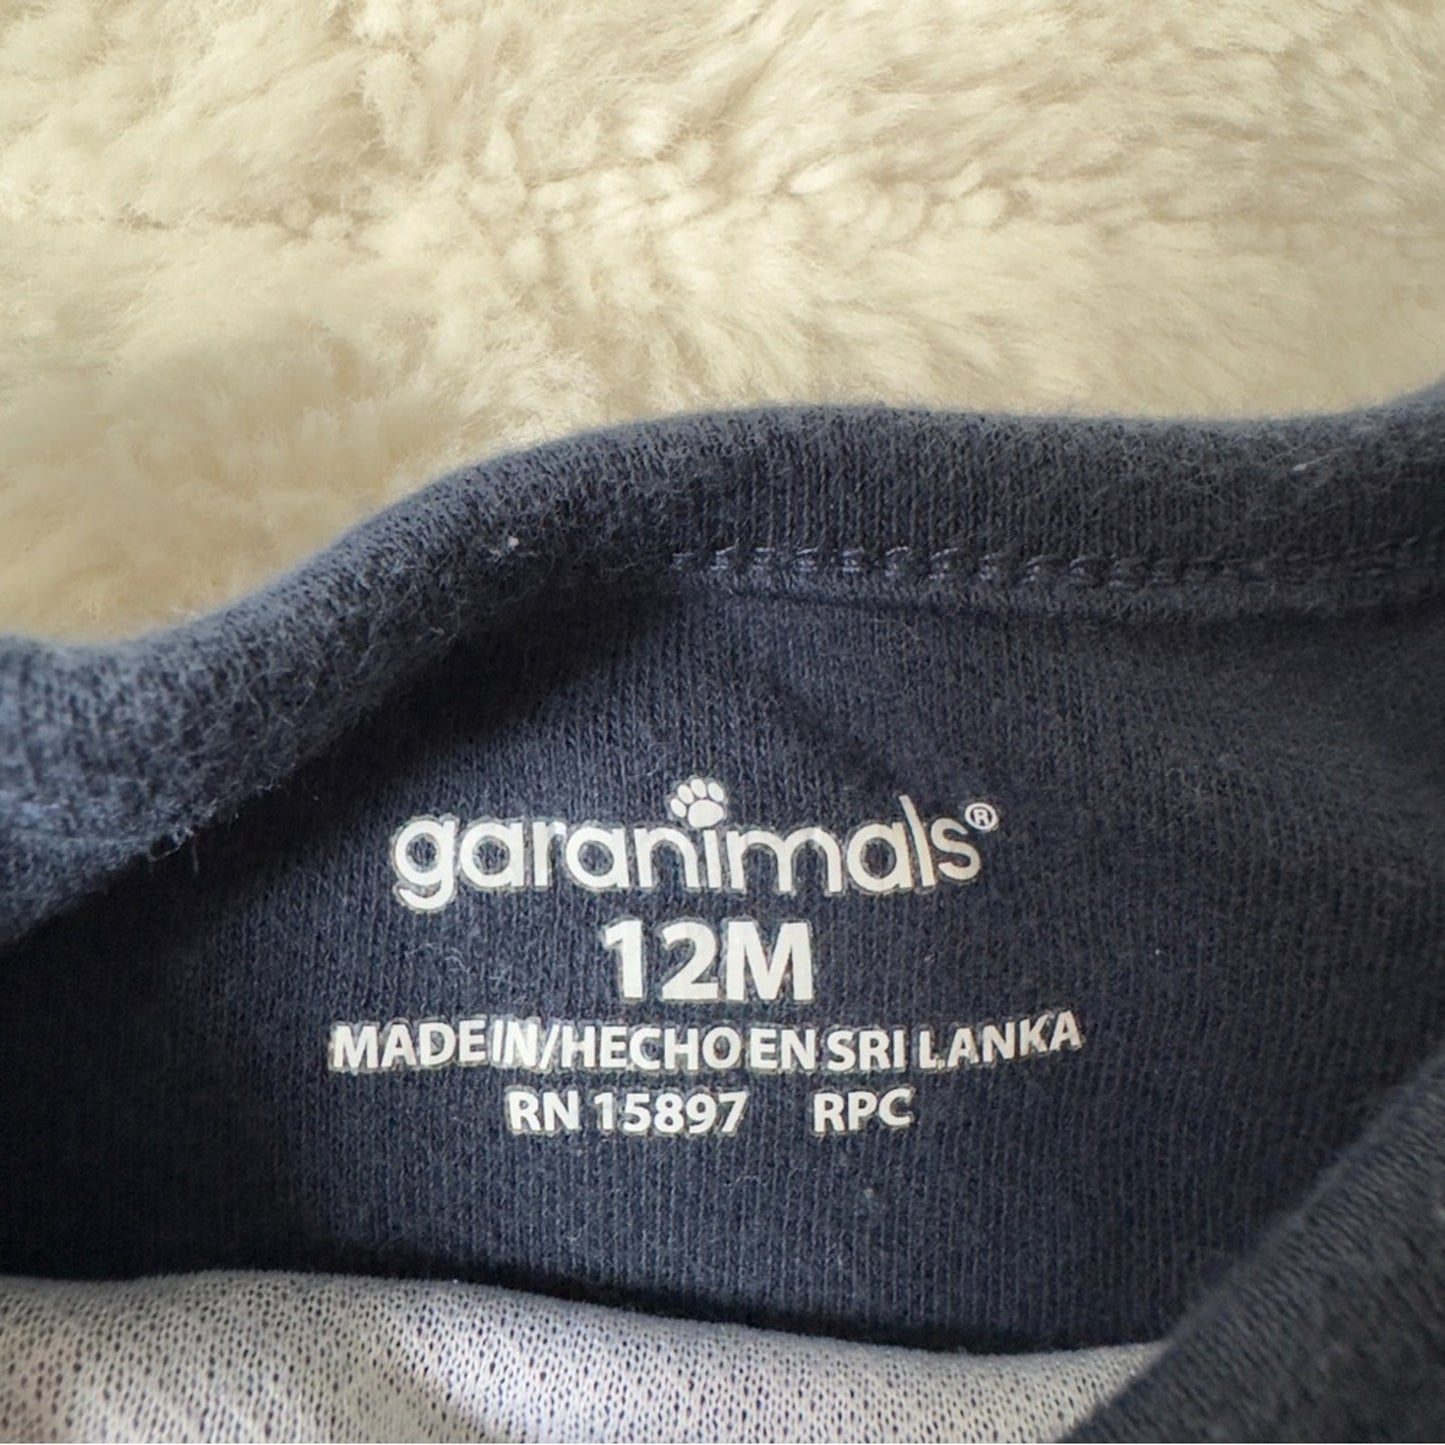 garanimals®
12M
MADE IN/HECHO EN SRI LANKA
RN 15897 RPC